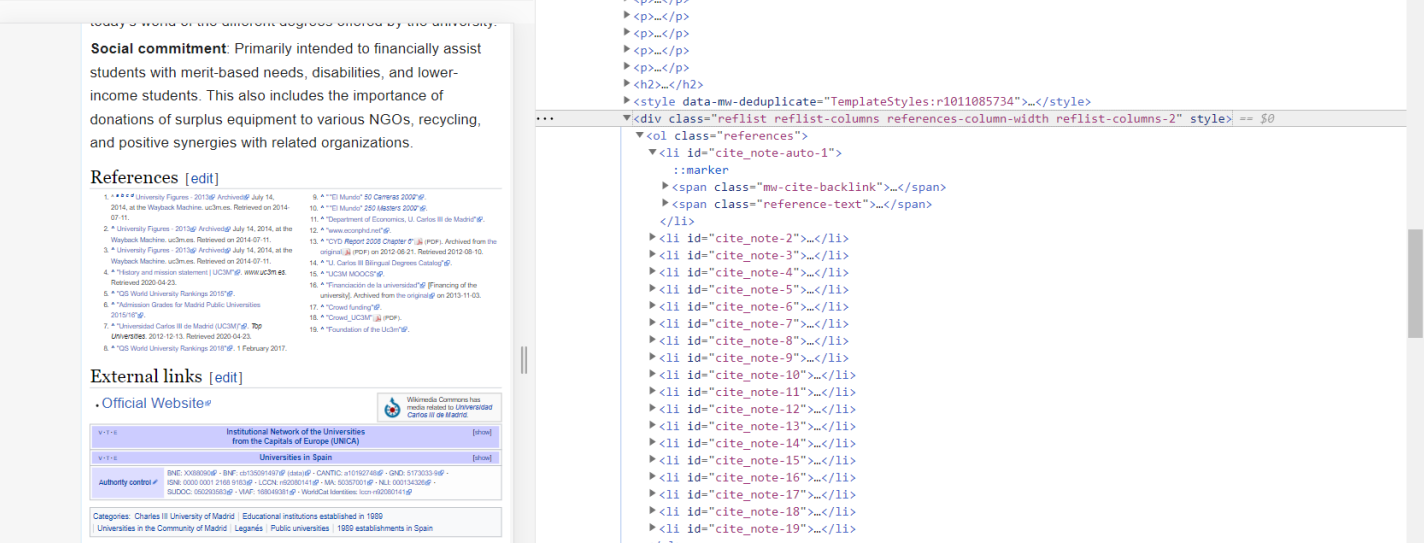 today's world of the different degrees offered by the university.
Social commitment: Primarily intended to financially assist
students with merit-based needs, disabilities, and lower-
income students. This also includes the importance of
donations of surplus equipment to various NGOs, recycling,
and positive synergies with related organizations.
References [edit]
1. ^ a b c d University Figures - 2013 Archived July 14,
2014, at the Wayback Machine. uc3m.es. Retrieved on 2014-
07-11.
2. ^ University Figures - 2013 Archived July 14, 2014, at the
Wayback Machine. uc3m.es. Retrieved on 2014-07-11.
3. ^ University Figures - 2013 Archived July 14, 2014, at the
Wayback Machine. uc3m.es. Retrieved on 2014-07-11.
4. ^ "History and mission statement | UC3M". www.uc3m.es.
Retrieved 2020-04-23.
5. ^ "QS World University Rankings 2015".
6. ^ "Admission Grades for Madrid Public Universities
2015/16".
7. ^ "Universidad Carlos III de Madrid (UC3M)". Top
Universities. 2012-12-13. Retrieved 2020-04-23.
8. ^ "QS World University Rankings 2018". 1 February 2017.
9. ^ ""El Mundo" 50 Carreras 2009".
10. ^ ""El Mundo" 250 Masters 2009".
11. ^ "Department of Economics, U. Carlos III de Madrid".
12. ^ "www.econphd.net".
13. ^ "CYD Report 2008 Chapter 6" (PDF). Archived from the
original (PDF) on 2012-06-21. Retrieved 2012-08-10.
14. ^ "U. Carlos III Bilingual Degrees Catalog".
15. ^ "UC3M MOOCS".
16. ^ "Financiación de la universidad" [Financing of the
university]. Archived from the original on 2013-11-03.
17. ^ "Crowd funding".
18. ^ "Crowd_UC3M" (PDF).
19. ^ "Foundation of the Uc3m".
External links [edit]
• Official Website
Wikimedia Commons has
media related to Universidad
Carlos III de Madrid.
v · t · e Institutional Network of the Universities [show]
from the Capitals of Europe (UNICA)
v · t · e Universities in Spain [show]
Authority control
BNE: XX88090 · BNF: cb135091497 (data) · CANTIC: a10192746 · GND: 5173033-9 ·
ISNI: 0000 0001 2168 9183 · LCCN: n92080141 · MA: 50357001 · NLI: 000134326 ·
SUDOC: 050293583 · VIAF: 168049381 · WorldCat Identities: lccn n92080141
Categories: Charles III University of Madrid | Educational institutions established in 1989
| Universities in the Community of Madrid | Leganés | Public universities | 1989 establishments in Spain
<p>…</p>
<p>…</p>
<p>…</p>
<p>…</p>
<p>…</p>
<h2>…</h2>
<style data-mw-deduplicate="TemplateStyles:r1011085734">…</style>
… <div class="reflist reflist-columns references-column-width reflist-columns-2" style> == $0
<ol class="references">
<li id="cite_note-auto-1">
::marker
<span class="mw-cite-backlink">…</span>
<span class="reference-text">…</span>
</li>
<li id="cite_note-2">…</li>
<li id="cite_note-3">…</li>
<li id="cite_note-4">…</li>
<li id="cite_note-5">…</li>
<li id="cite_note-6">…</li>
<li id="cite_note-7">…</li>
<li id="cite_note-8">…</li>
<li id="cite_note-9">…</li>
<li id="cite_note-10">…</li>
<li id="cite_note-11">…</li>
<li id="cite_note-12">…</li>
<li id="cite_note-13">…</li>
<li id="cite_note-14">…</li>
<li id="cite_note-15">…</li>
<li id="cite_note-16">…</li>
<li id="cite_note-17">…</li>
<li id="cite_note-18">…</li>
<li id="cite_note-19">…</li>